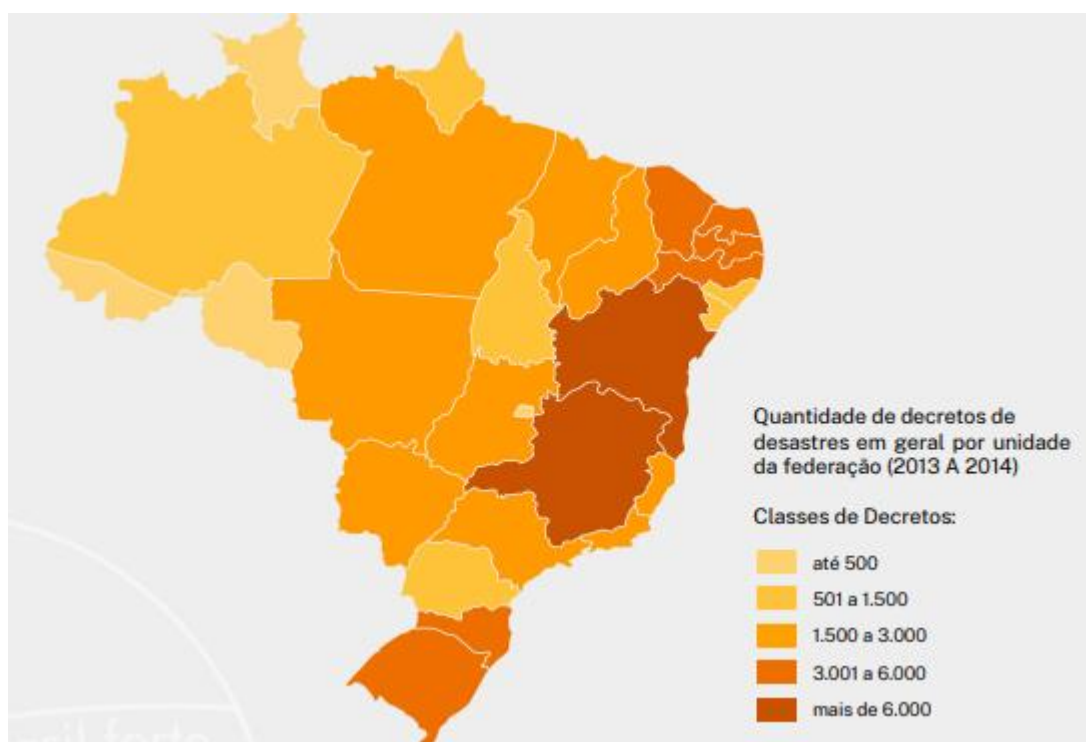 Quantidade de decretos de
desastres em geral por unidade
da federação (2013 A 2014)
Classes de Decretos:
até 500
501 a 1.500
1.500 a 3.000
3.001 a 6.000
mais de 6.000